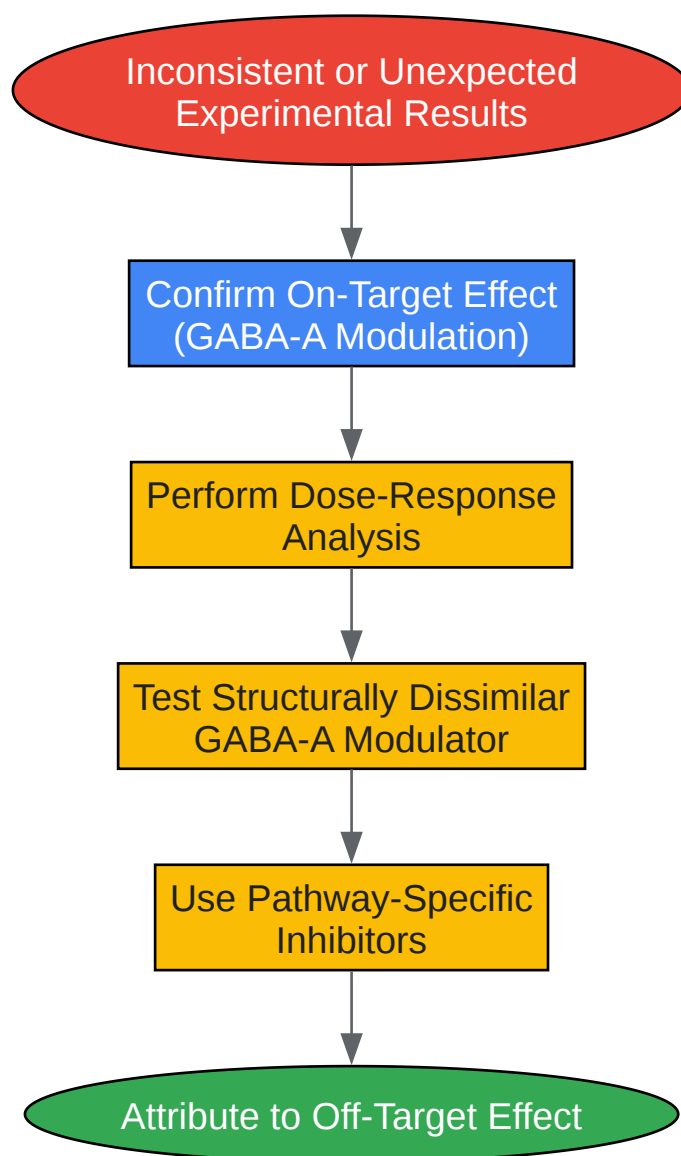 Inconsistent or Unexpected
Experimental Results
Confirm On-Target Effect
(GABA-A Modulation)
Perform Dose-Response
Analysis
Test Structurally Dissimilar
GABA-A Modulator
Use Pathway-Specific
Inhibitors
Attribute to Off-Target Effect